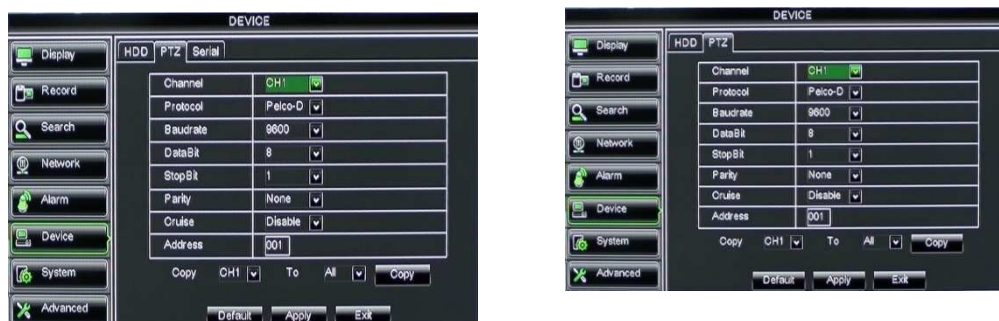 DEVICE
Display
Record
Search
Network
Alarm
Device
System
Advanced
HDD PTZ Serial
Channel CH1
Protocol Pelco-D
Baudrate 9600
DataBit 8
StopBit 1
Parity None
Cruise Disable
Address 001
Copy CH1 To All Copy
Default Apply Exit
DEVICE
Display
Record
Search
Network
Alarm
Device
System
Advanced
HDD PTZ
Channel CH1
Protocol Pelco-D
Baudrate 9600
DataBit 8
StopBit 1
Parity None
Cruise Disable
Address 001
Copy CH1 To All Copy
Default Apply Exit